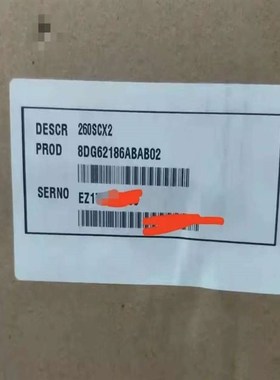 DESCR 260SCX2
PROD 8DG62186ABAB02
SERNO EZ1